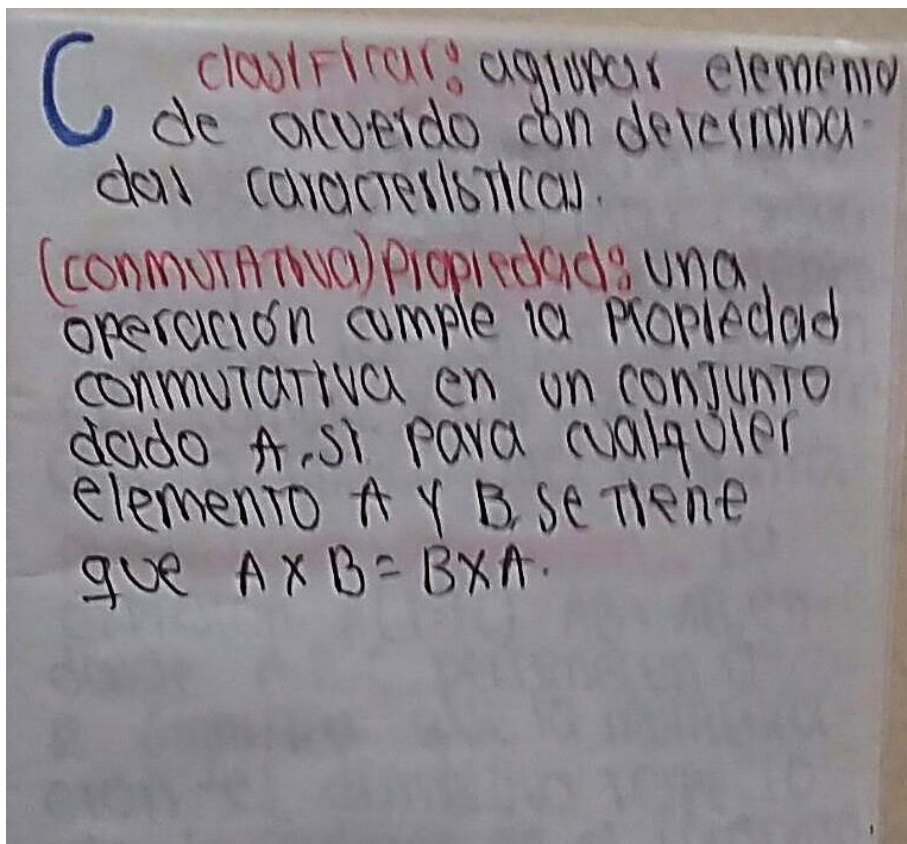 C
clasificar: agrupar elemento
de acuerdo con determina-
das características.
(conmutativa) Propiedad: una
operación cumple la Propiedad
conmutativa en un conjunto
dado A, si para cualquier
elemento A y B, se tiene
que A x B = B x A.